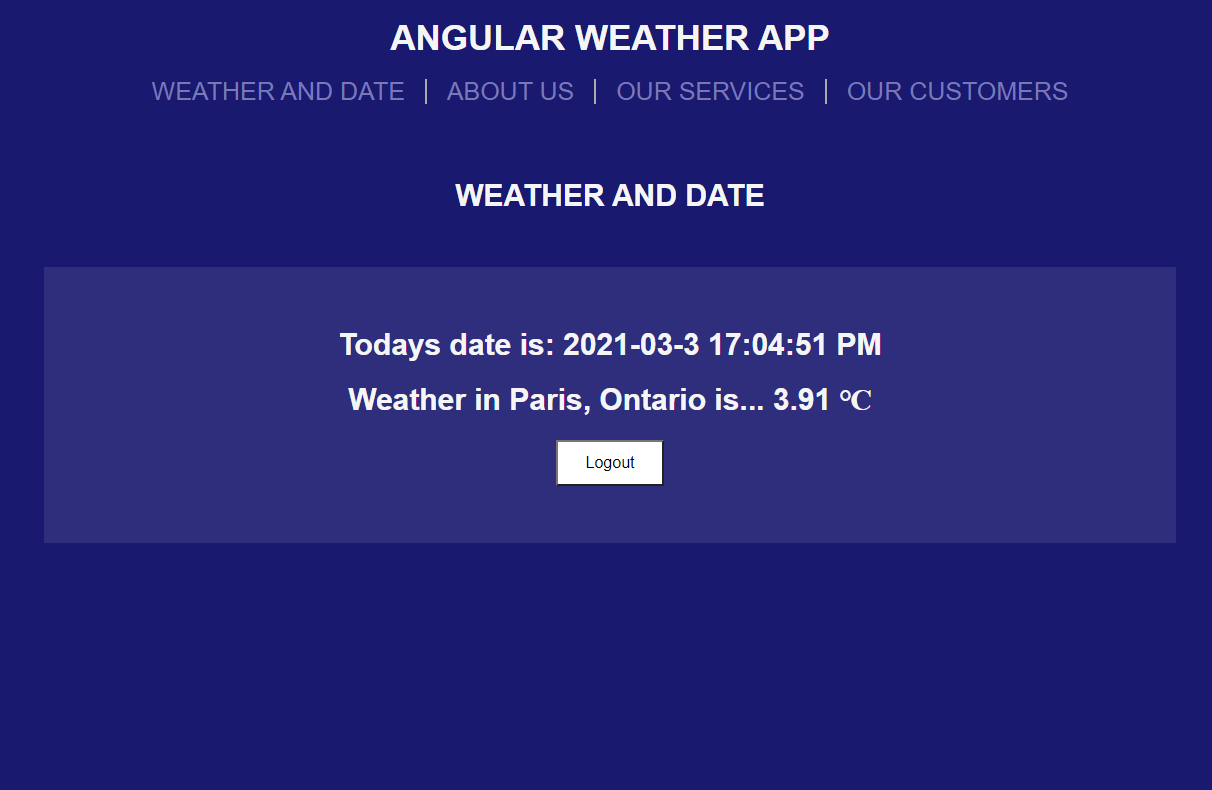 ANGULAR WEATHER APP
WEATHER AND DATE | ABOUT US | OUR SERVICES | OUR CUSTOMERS
WEATHER AND DATE
Todays date is: 2021-03-3 17:04:51 PM
Weather in Paris, Ontario is... 3.91 ℃
Logout